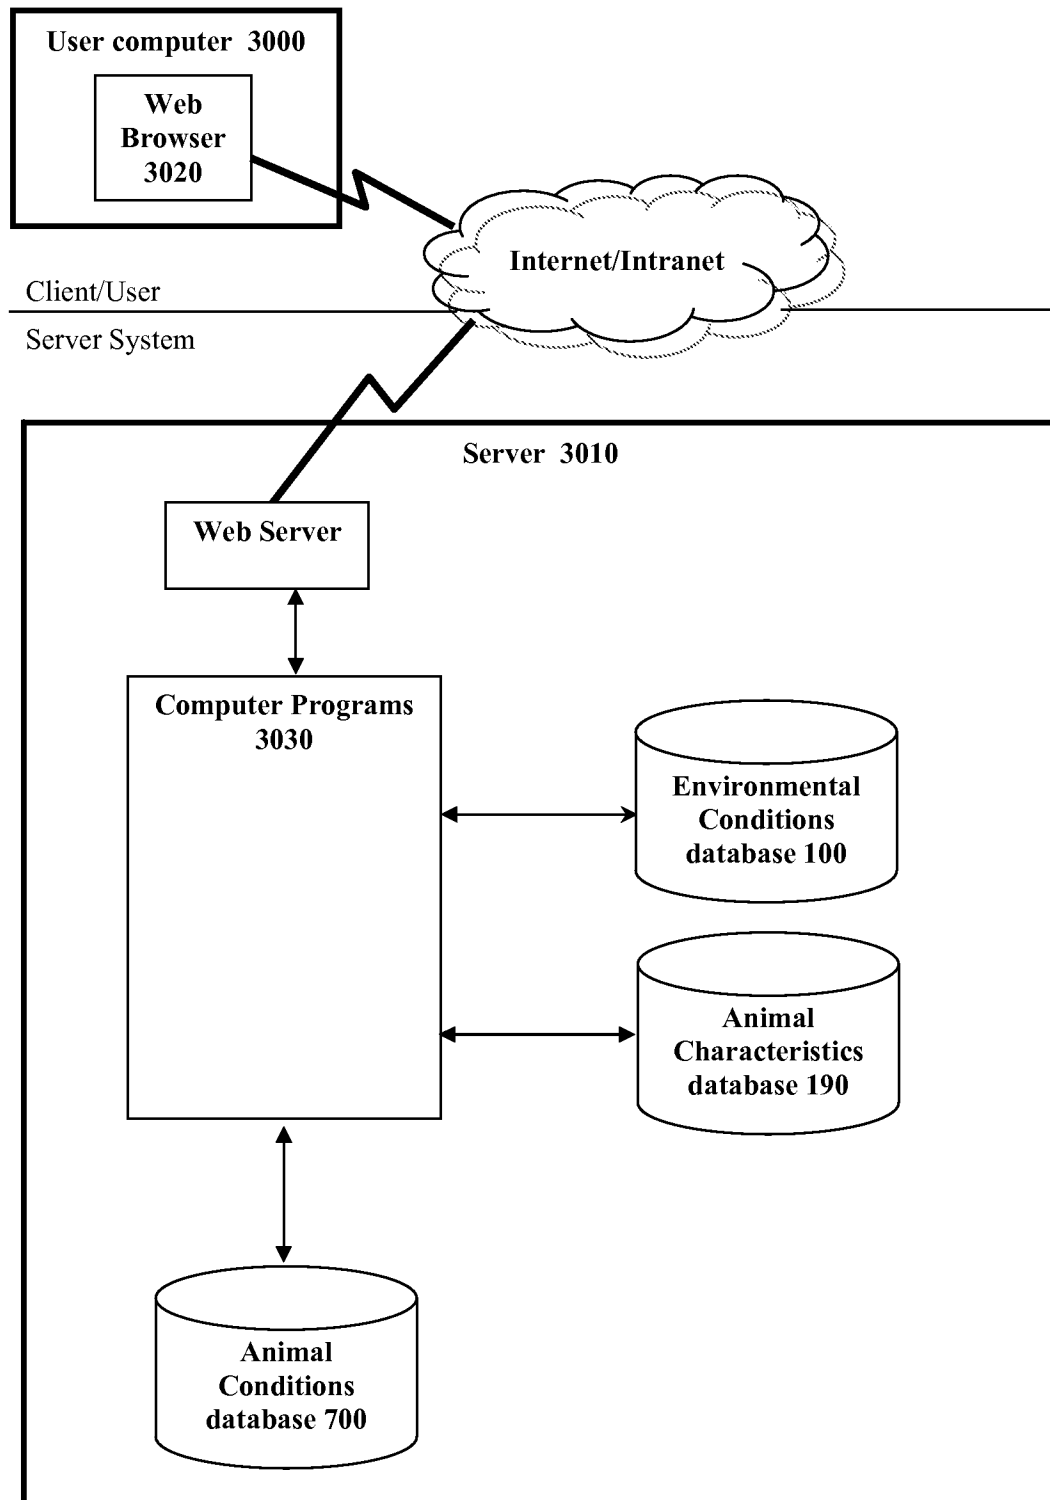 User computer 3000
Web
Browser
3020
Internet/Intranet
Client/User
Server System
Server 3010
Web Server
Computer Programs
3030
Environmental
Conditions
database 100
Animal
Characteristics
database 190
Animal
Conditions
database 700